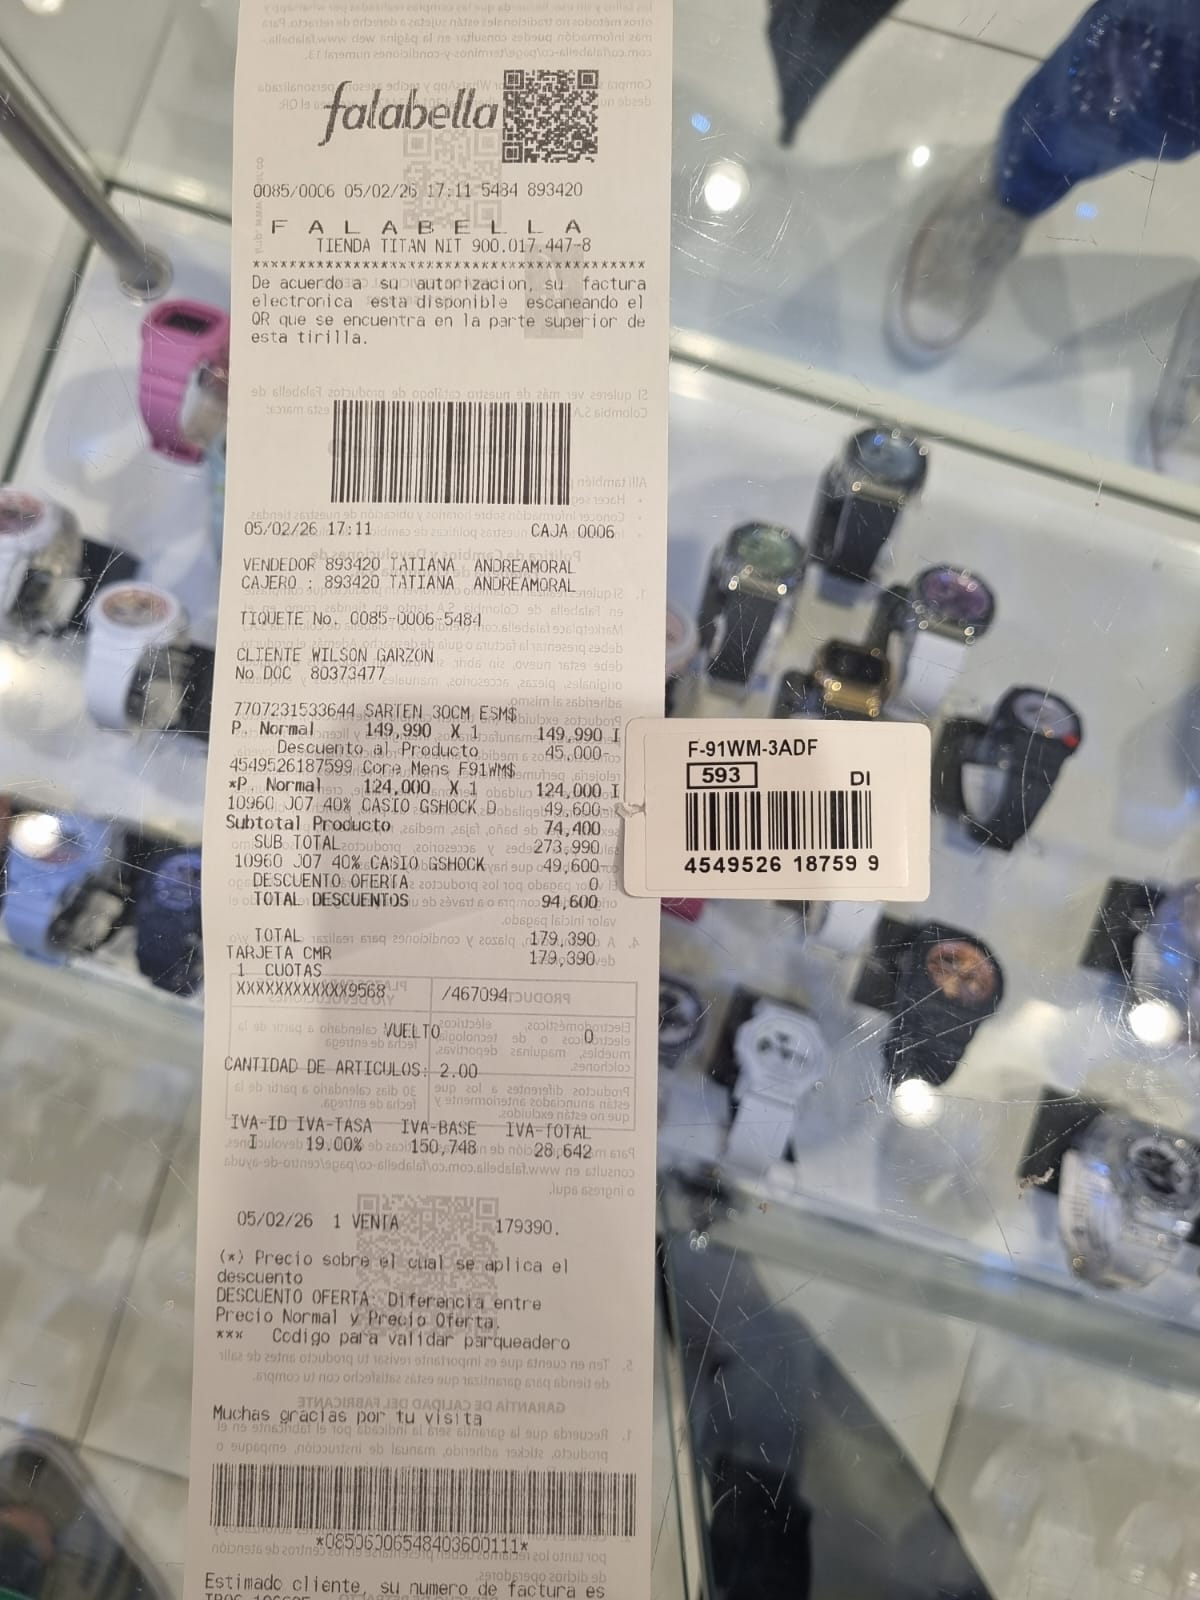 falabella
0085/0006 05/02/26 17:11 5484 893420
F A L A B E L L A
TIENDA TITAN NIT 900.017.447-8
De acuerdo a su autorizacion, su factura
electronica esta disponible escaneando el
QR que se encuentra en la parte superior de
esta tirilla.
05/02/26 17:11 CAJA 0006
VENDEDOR 893420 TATIANA ANDREAMORAL
CAJERO : 893420 TATIANA ANDREAMORAL
TIQUETE No. 0085-0006-5484
CLIENTE WILSON GARZON
No DOC 80373477
7707231533644 SARTEN 30CM ESM$
P. Normal 149,990 X 1 149,990 I
Descuento al Producto 45,000-
4549526187599 Core Mens F91WM$
*P. Normal 124,000 X 1 124,000 I
10960 J07 40% CASIO GSHOCK D 49,600-
Subtotal Producto 74,400
SUB TOTAL 273,990
10960 J07 40% CASIO GSHOCK 49,600-
DESCUENTO OFERTA 0
TOTAL DESCUENTOS 94,600
TOTAL 179,390
TARJETA CMR 179,390
1 CUOTAS
XXXXXXXXXXXX9568 /467094
VUELTO 0
CANTIDAD DE ARTICULOS: 2.00
IVA-ID IVA-TASA IVA-BASE IVA-TOTAL
I 19.00% 150,748 28,642
05/02/26 1 VENTA 179390.
(*) Precio sobre el cual se aplica el
descuento
DESCUENTO OFERTA: Diferencia entre
Precio Normal y Precio Oferta.
*** Codigo para validar parqueadero
Muchas gracias por tu visita
*08506006548403600111*
Estimado cliente, su numero de factura es
F-91WM-3ADF
593 DI
4549526 18759 9